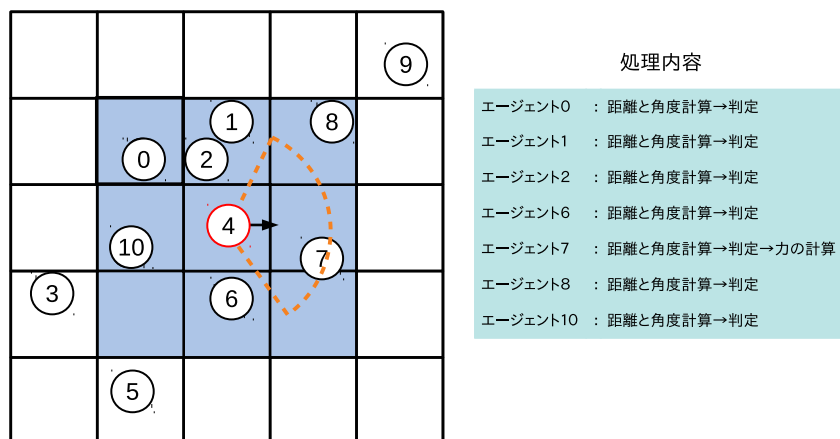 9
1
8
0
2
4
10
7
3
6
5
処理内容
エージェント0 : 距離と角度計算→判定
エージェント1 : 距離と角度計算→判定
エージェント2 : 距離と角度計算→判定
エージェント6 : 距離と角度計算→判定
エージェント7 : 距離と角度計算→判定→力の計算
エージェント8 : 距離と角度計算→判定
エージェント10 : 距離と角度計算→判定